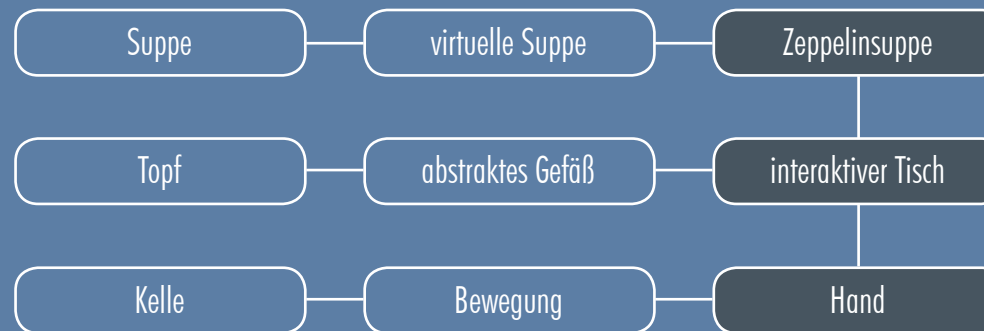 Suppe
virtuelle Suppe
Zeppelinsuppe
Topf
abstraktes Gefäß
interaktiver Tisch
Kelle
Bewegung
Hand